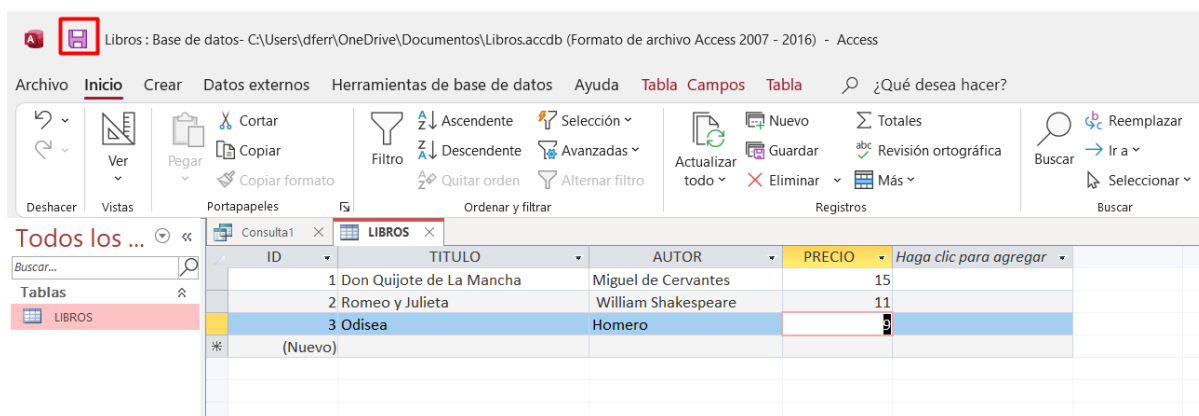 A Libros : Base de datos- C:\Users\dferr\OneDrive\Documentos\Libros.accdb (Formato de archivo Access 2007 - 2016) - Access
Archivo Inicio Crear Datos externos Herramientas de base de datos Ayuda Tabla Campos Tabla ¿Qué desea hacer?
Cortar Ascendente Selección Nuevo Totales Reemplazar
Ver Pegar Copiar Filtro Descendente Avanzadas Actualizar todo Guardar Revisión ortográfica Buscar Ir a
Copiar formato Quitar orden Alternar filtro Eliminar Más Seleccionar
Deshacer Vistas Portapapeles Ordenar y filtrar Registros Buscar
Todos los ... « Consulta1 LIBROS
Buscar... ID TITULO AUTOR PRECIO Haga clic para agregar
1 Don Quijote de La Mancha Miguel de Cervantes 15
Tablas 2 Romeo y Julieta William Shakespeare 11
LIBROS 3 Odisea Homero 9
(Nuevo)